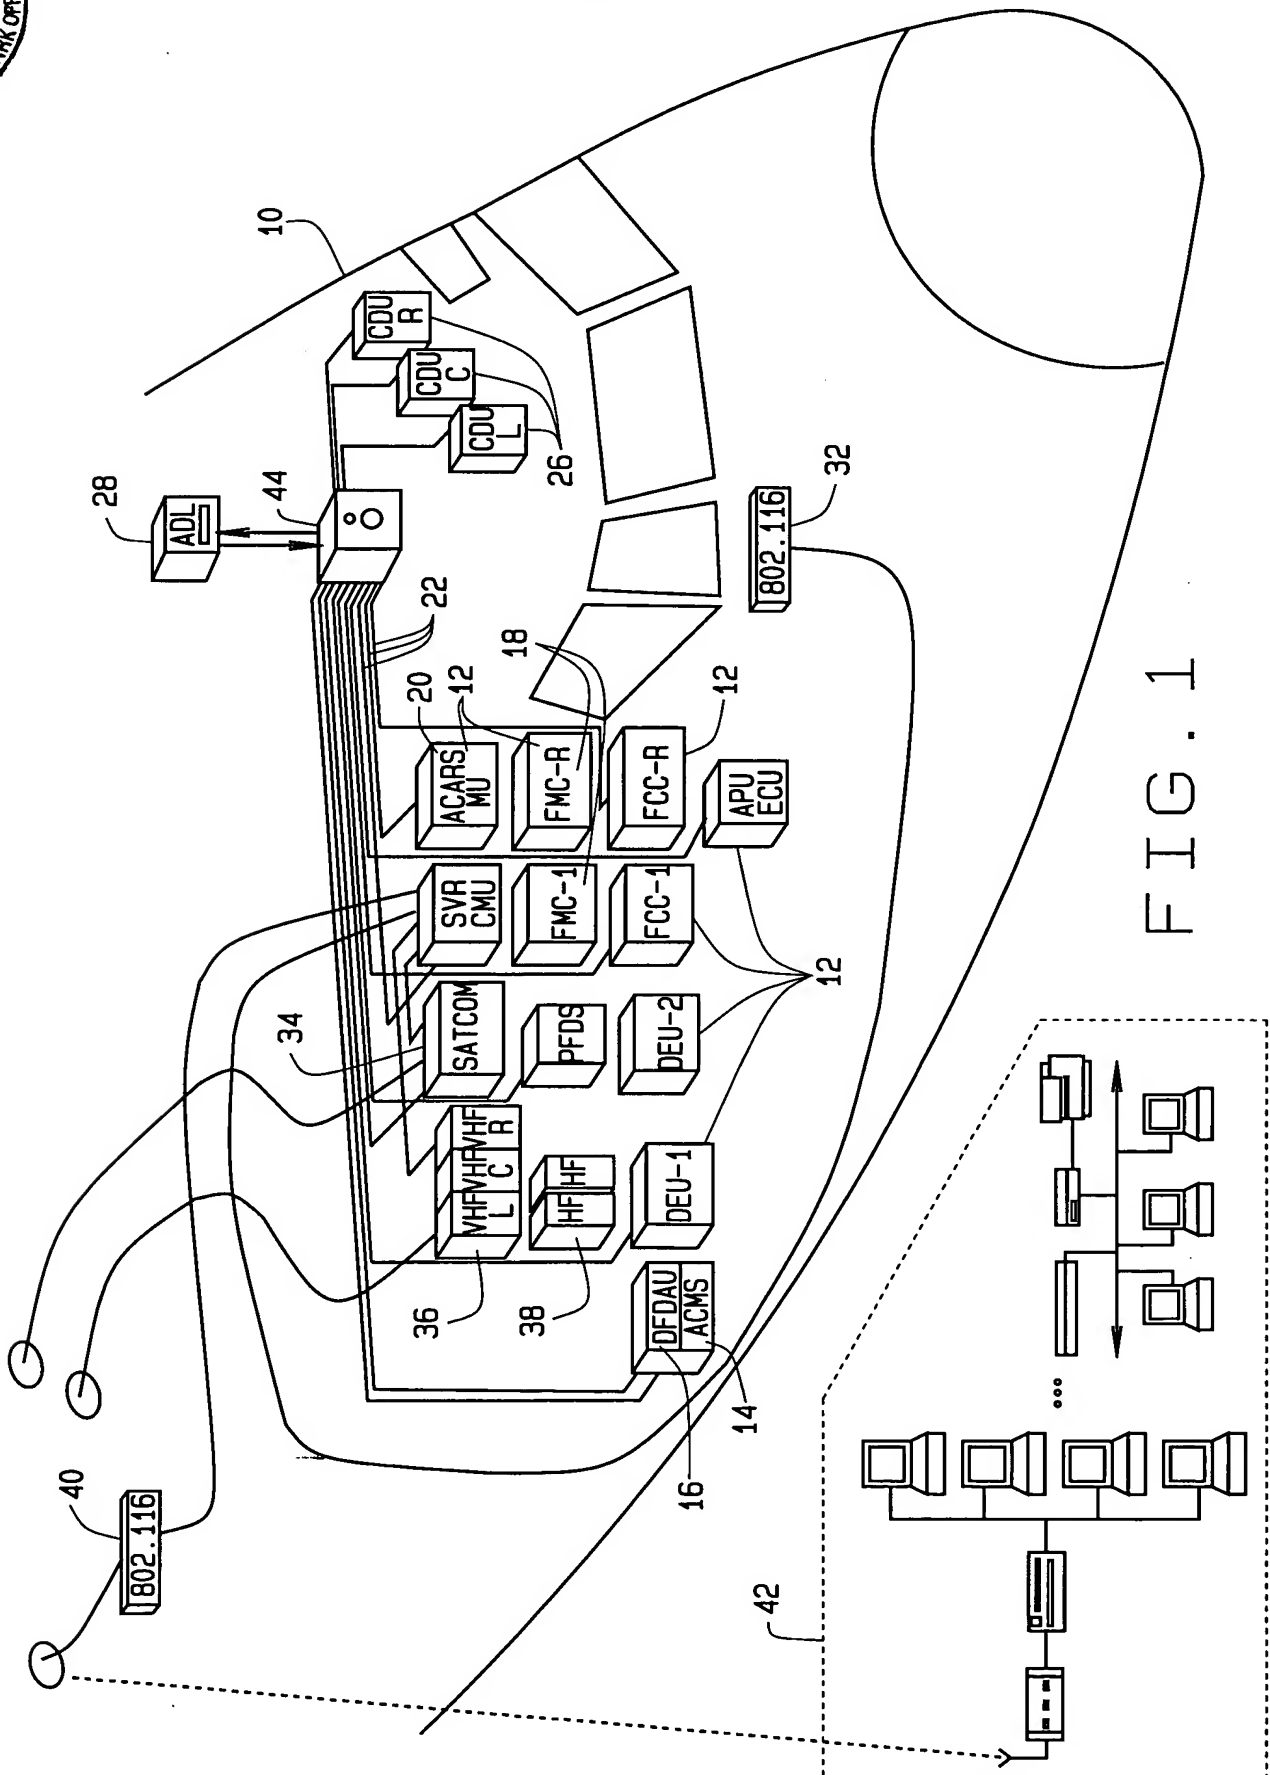 10
28
44
ADL
CDU
R
CDU
C
CDU
L
26
22
20
12
18
12
32
802.116
ACARS
MU
FMC-R
FCC-R
APU
ECU
SVR
CMU
FMC-1
FCC-1
12
34
SATCOM
PFDS
DEU-2
VHF
L
VHF
C
VHF
R
HF
HF
DEU-1
36
38
DFDAU
ACMS
16
14
40
802.116
42
FIG. 1